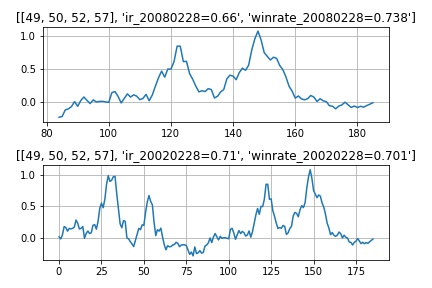 [[49, 50, 52, 57], 'ir_20080228=0.66', 'winrate_20080228=0.738']
1.0
0.5
0.0
80 100 120 140 160 180
[[49, 50, 52, 57], 'ir_20020228=0.71', 'winrate_20020228=0.701']
1.0
0.5
0.0
0 25 50 75 100 125 150 175